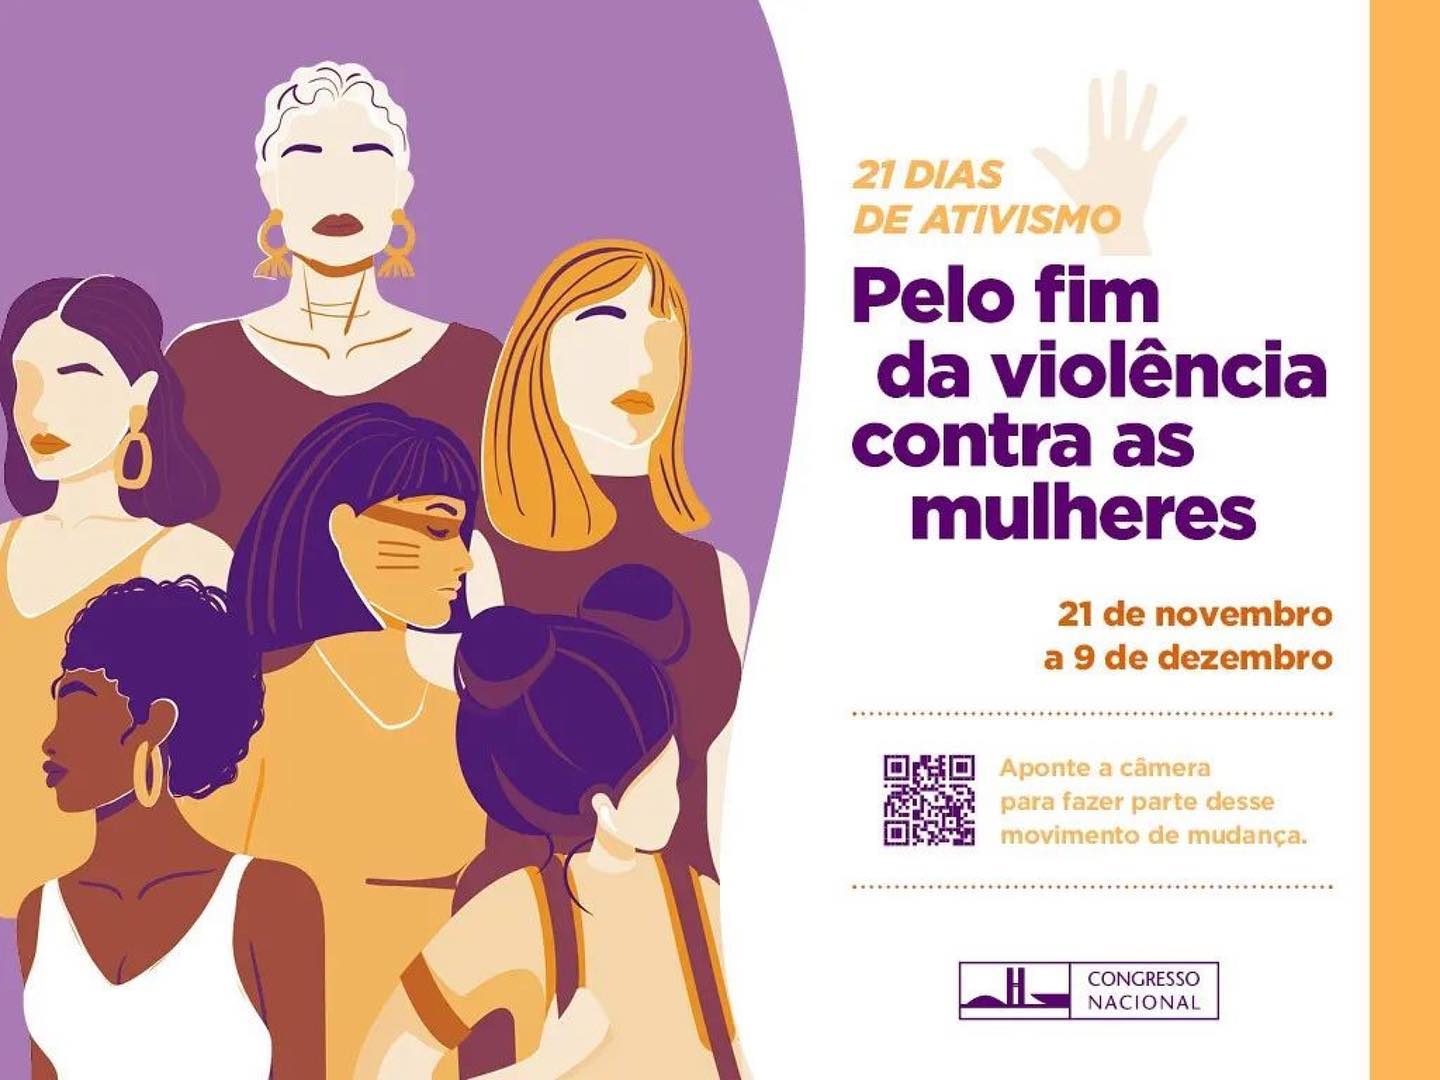 21 DIAS
DE ATIVISMO
Pelo fim
da violência
contra as
mulheres
21 de novembro
a 9 de dezembro
Aponte a câmera
para fazer parte desse
movimento de mudança.
CONGRESSO
NACIONAL